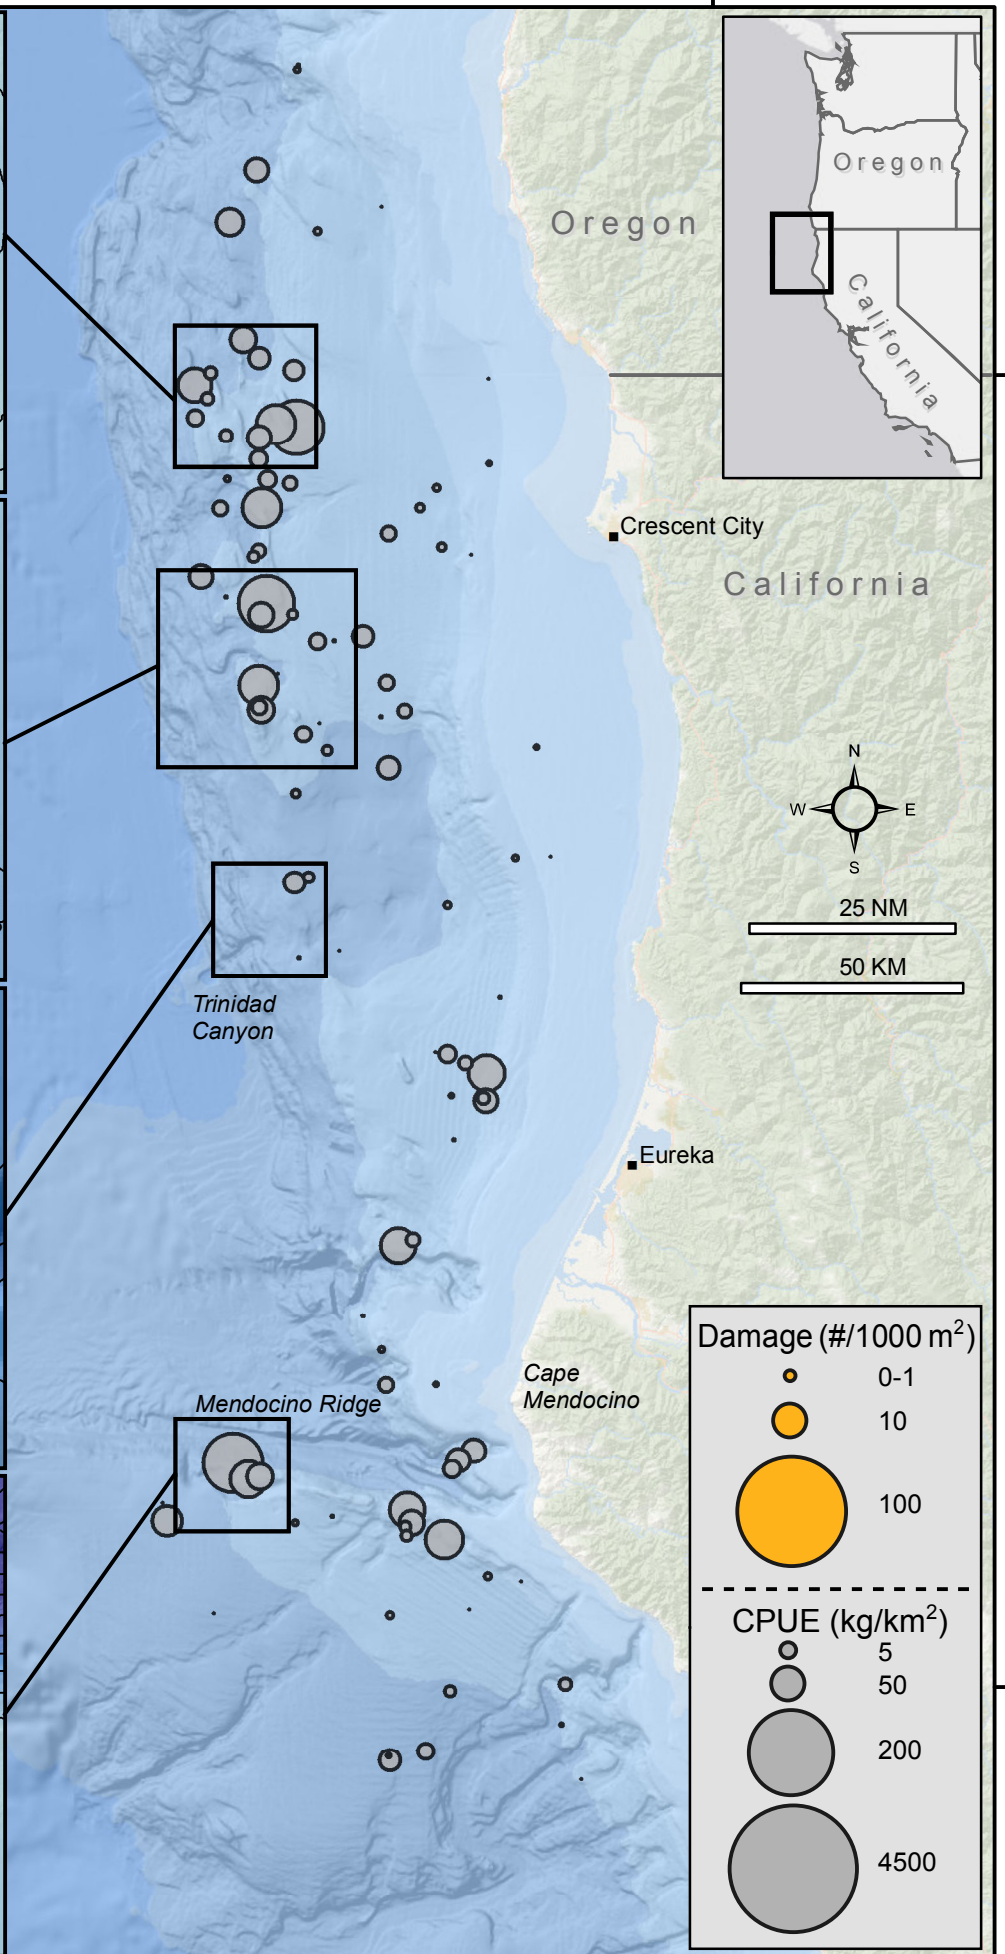 Oregon
California
Oregon
Crescent City
California
N
W
E
S
25 NM
50 KM
Trinidad
Canyon
Eureka
Cape
Mendocino
Mendocino Ridge
Damage (#/1000 m²)
0-1
10
100
CPUE (kg/km²)
5
50
200
4500